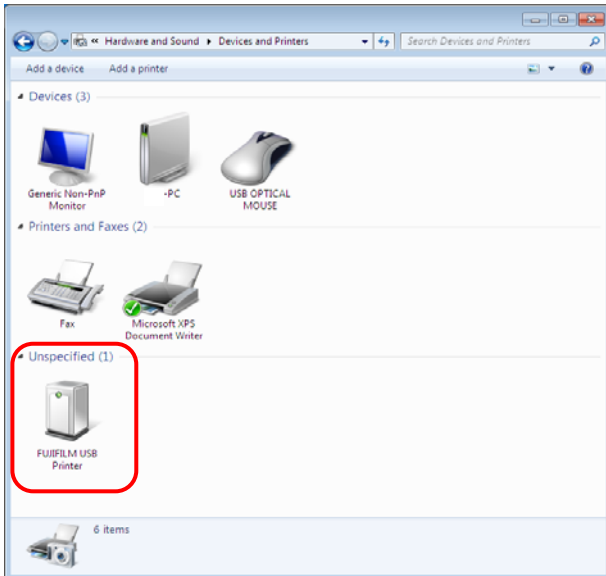 « Hardware and Sound ▸ Devices and Printers
Search Devices and Printers
Add a device Add a printer
Devices (3)
Generic Non-PnP
Monitor
-PC
USB OPTICAL
MOUSE
Printers and Faxes (2)
Fax
Microsoft XPS
Document Writer
Unspecified (1)
FUJIFILM USB
Printer
6 items